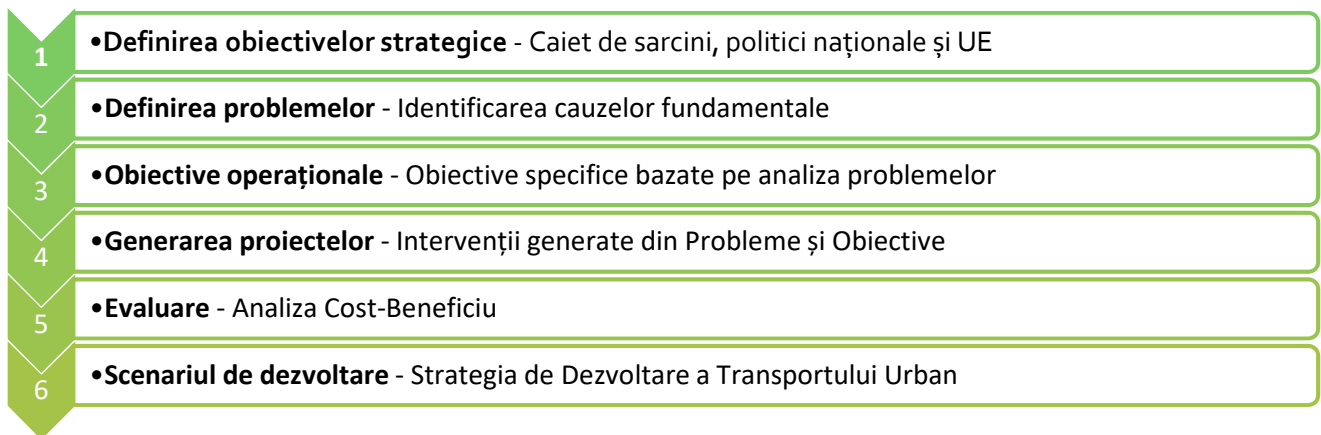 1
•Definirea obiectivelor strategice - Caiet de sarcini, politici naționale și UE
2
•Definirea problemelor - Identificarea cauzelor fundamentale
3
•Obiective operaționale - Obiective specifice bazate pe analiza problemelor
4
•Generarea proiectelor - Intervenții generate din Probleme și Obiective
5
•Evaluare - Analiza Cost-Beneficiu
6
•Scenariul de dezvoltare - Strategia de Dezvoltare a Transportului Urban